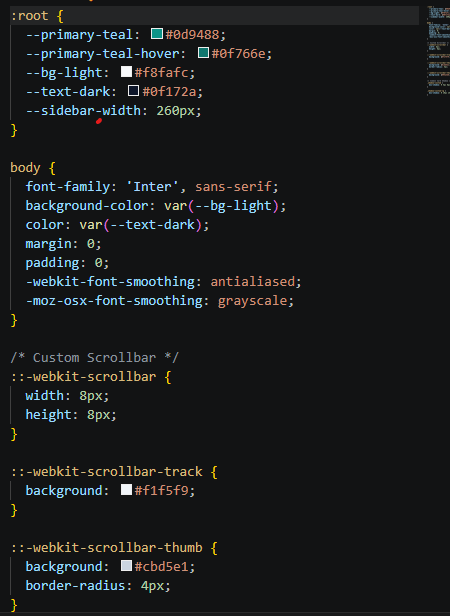 :root {
--primary-teal: #0d9488;
--primary-teal-hover: #0f766e;
--bg-light: #f8fafc;
--text-dark: #0f172a;
--sidebar-width: 260px;
}
body {
font-family: 'Inter', sans-serif;
background-color: var(--bg-light);
color: var(--text-dark);
margin: 0;
padding: 0;
-webkit-font-smoothing: antialiased;
-moz-osx-font-smoothing: grayscale;
}
/* Custom Scrollbar */
::-webkit-scrollbar {
width: 8px;
height: 8px;
}
::-webkit-scrollbar-track {
background: #f1f5f9;
}
::-webkit-scrollbar-thumb {
background: #cbd5e1;
border-radius: 4px;
}